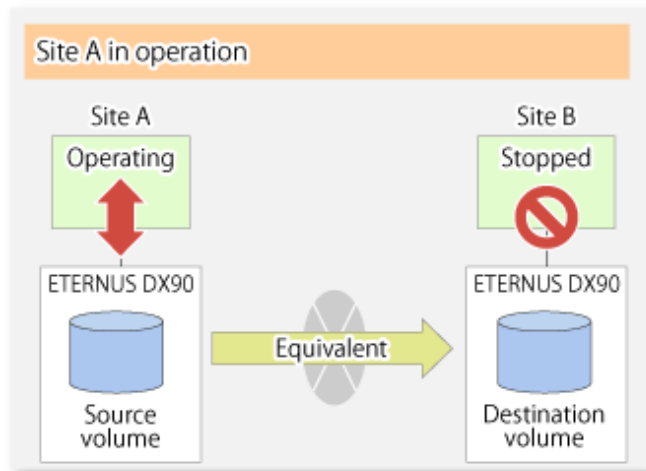 Site A in operation
Site A
Site B
Operating
Stopped
ETERNUS DX90
ETERNUS DX90
Equivalent
Source
volume
Destination
volume